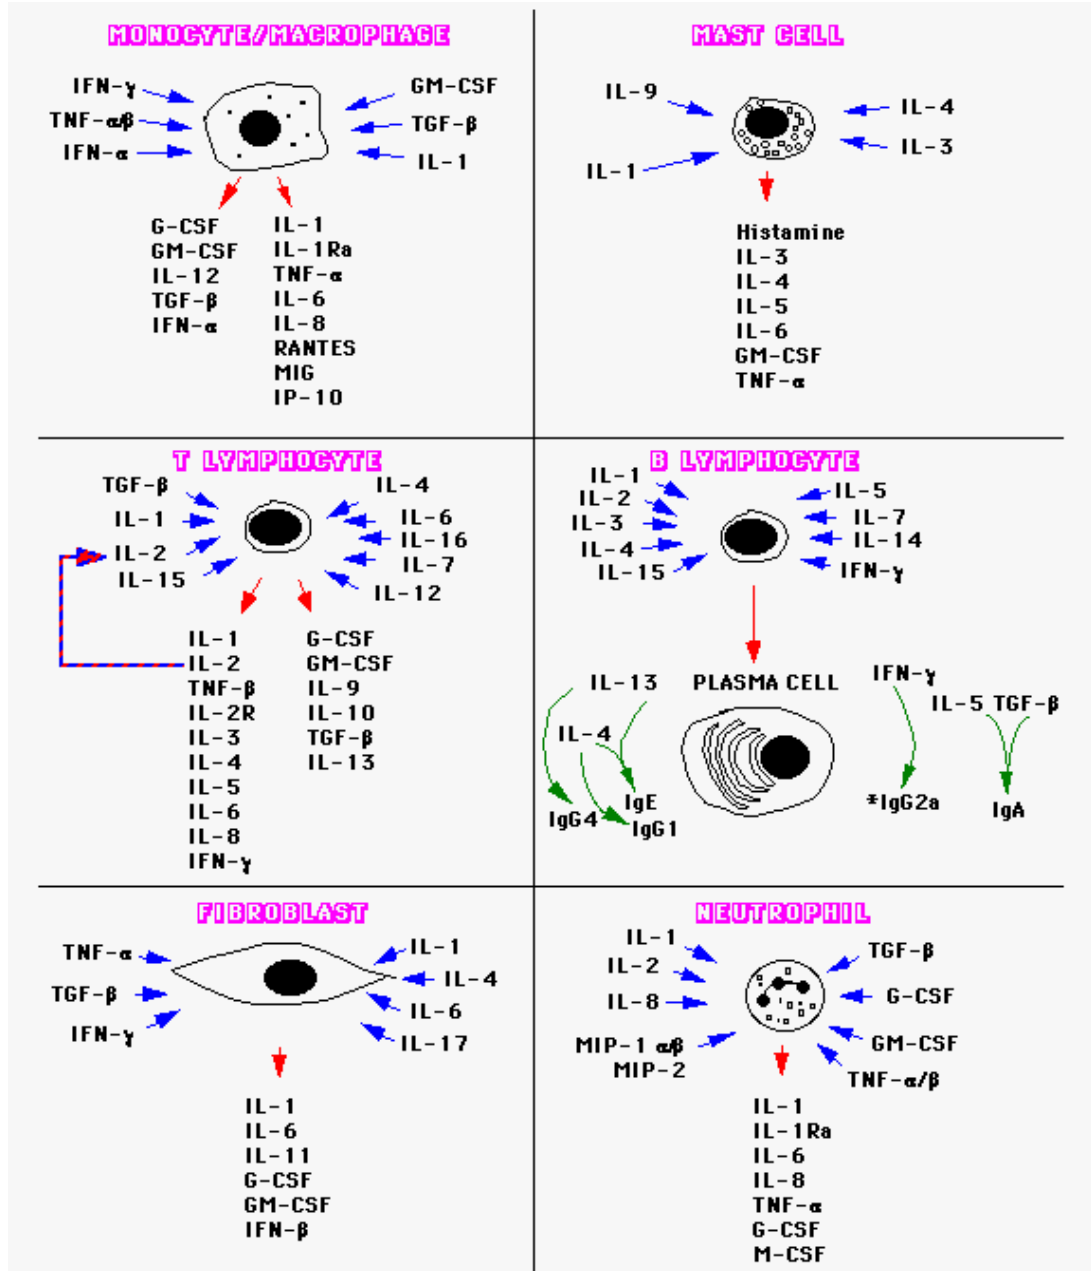 MONOCYTE/MACROPHAGE
IFN-γ
TNF-α/β
IFN-α
GM-CSF
TGF-β
IL-1
G-CSF
GM-CSF
IL-12
TGF-β
IFN-α
IL-1
IL-1Ra
TNF-α
IL-6
IL-8
RANTES
MIG
IP-10
MAST CELL
IL-9
IL-1
IL-4
IL-3
Histamine
IL-3
IL-4
IL-5
IL-6
GM-CSF
TNF-α
T LYMPHOCYTE
TGF-β
IL-1
IL-2
IL-15
IL-4
IL-6
IL-16
IL-7
IL-12
IL-1
IL-2
TNF-β
IL-2R
IL-3
IL-4
IL-5
IL-6
IL-8
IFN-γ
G-CSF
GM-CSF
IL-9
IL-10
TGF-β
IL-13
B LYMPHOCYTE
IL-1
IL-2
IL-3
IL-4
IL-15
IL-5
IL-7
IL-14
IFN-γ
IL-13
IL-4
IgG4
IgE
IgG1
PLASMA CELL
IFN-γ
*IgG2a
IL-5 TGF-β
IgA
FIBROBLAST
TNF-α
TGF-β
IFN-γ
IL-1
IL-4
IL-6
IL-17
IL-1
IL-6
IL-11
G-CSF
GM-CSF
IFN-β
NEUTROPHIL
IL-1
IL-2
IL-8
MIP-1 α/β
MIP-2
TGF-β
G-CSF
GM-CSF
TNF-α/β
IL-1
IL-1Ra
IL-6
IL-8
TNF-α
G-CSF
M-CSF